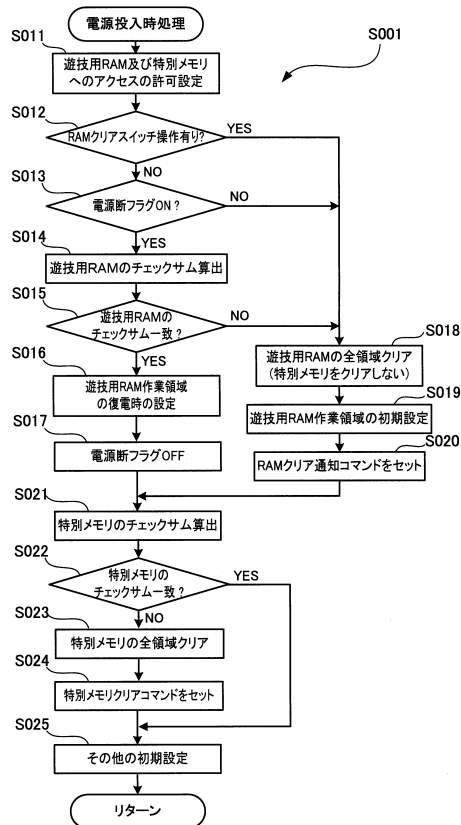 電源投入時処理
S001
S011
遊技用RAM及び特別メモリ
へのアクセスの許可設定
S012
RAMクリアスイッチ操作有り?
YES
NO
S013
電源断フラグON?
NO
YES
S014
遊技用RAMのチェックサム算出
S015
遊技用RAMの
チェックサム一致?
NO
YES
S016
遊技用RAM作業領域
の復電時の設定
S017
電源断フラグOFF
S018
遊技用RAMの全領域クリア
(特別メモリをクリアしない)
S019
遊技用RAM作業領域の初期設定
S020
RAMクリア通知コマンドをセット
S021
特別メモリのチェックサム算出
S022
特別メモリの
チェックサム一致?
YES
NO
S023
特別メモリの全領域クリア
S024
特別メモリクリアコマンドをセット
S025
その他の初期設定
リターン